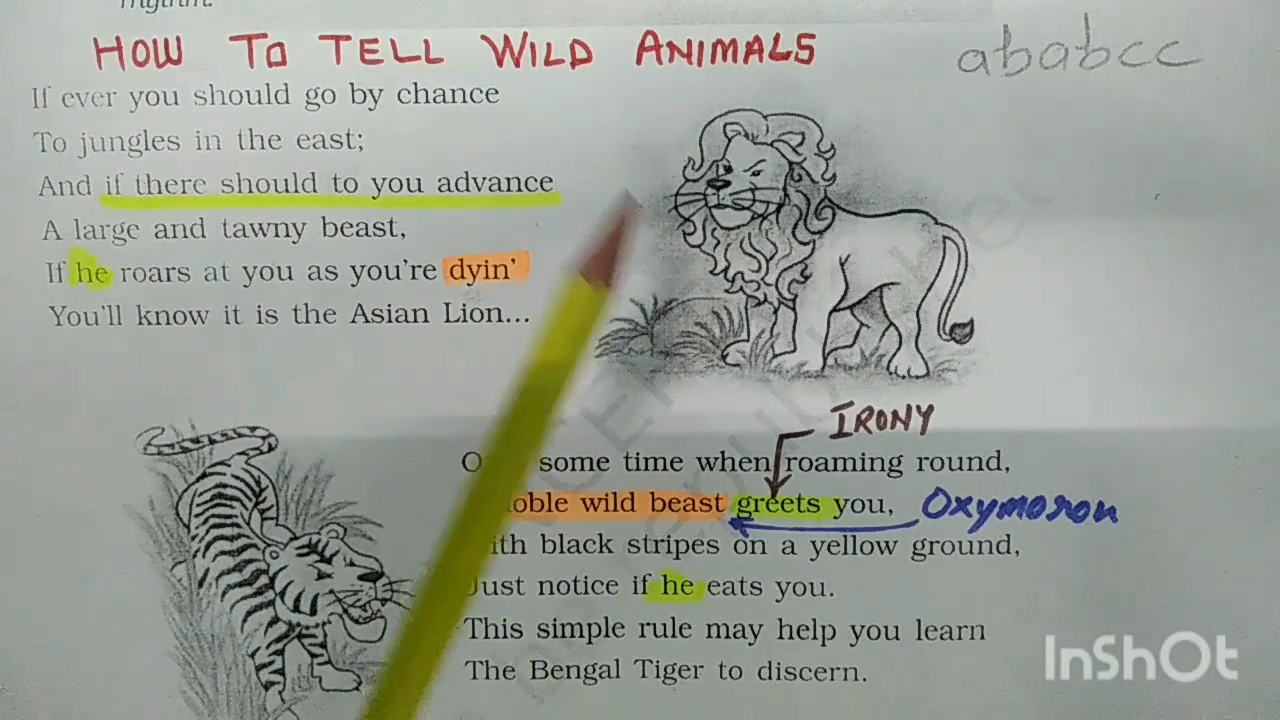 HOW TO TELL WILD ANIMALS
ababcc
If ever you should go by chance
To jungles in the east;
And if there should to you advance
A large and tawny beast,
If he roars at you as you're dyin'
You'll know it is the Asian Lion...
IRONY
some time when roaming round,
wild beast greets you, Oxymoron
black stripes on a yellow ground,
Just notice if he eats you.
This simple rule may help you learn
The Bengal Tiger to discern.
InShOt